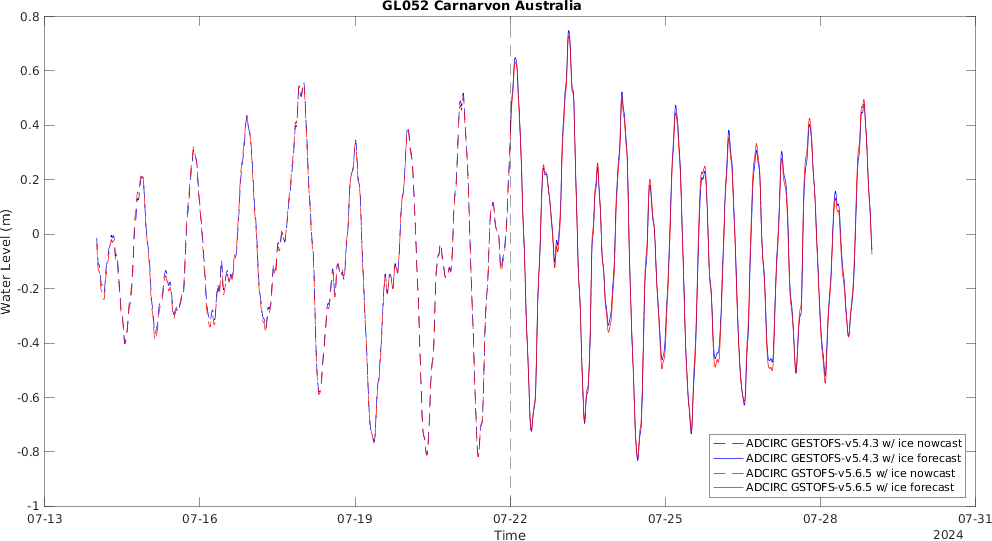 GL052 Carnarvon Australia
0.8
0.6
0.4
0.2
0
-0.2
-0.4
-0.6
-0.8
-1
Water Level (m)
ADCIRC GESTOFS-v5.4.3 w/ ice nowcast
ADCIRC GESTOFS-v5.4.3 w/ ice forecast
ADCIRC GSTOFS-v5.6.5 w/ ice nowcast
ADCIRC GSTOFS-v5.6.5 w/ ice forecast
07-13 07-16 07-19 07-22 07-25 07-28 07-31
Time
2024